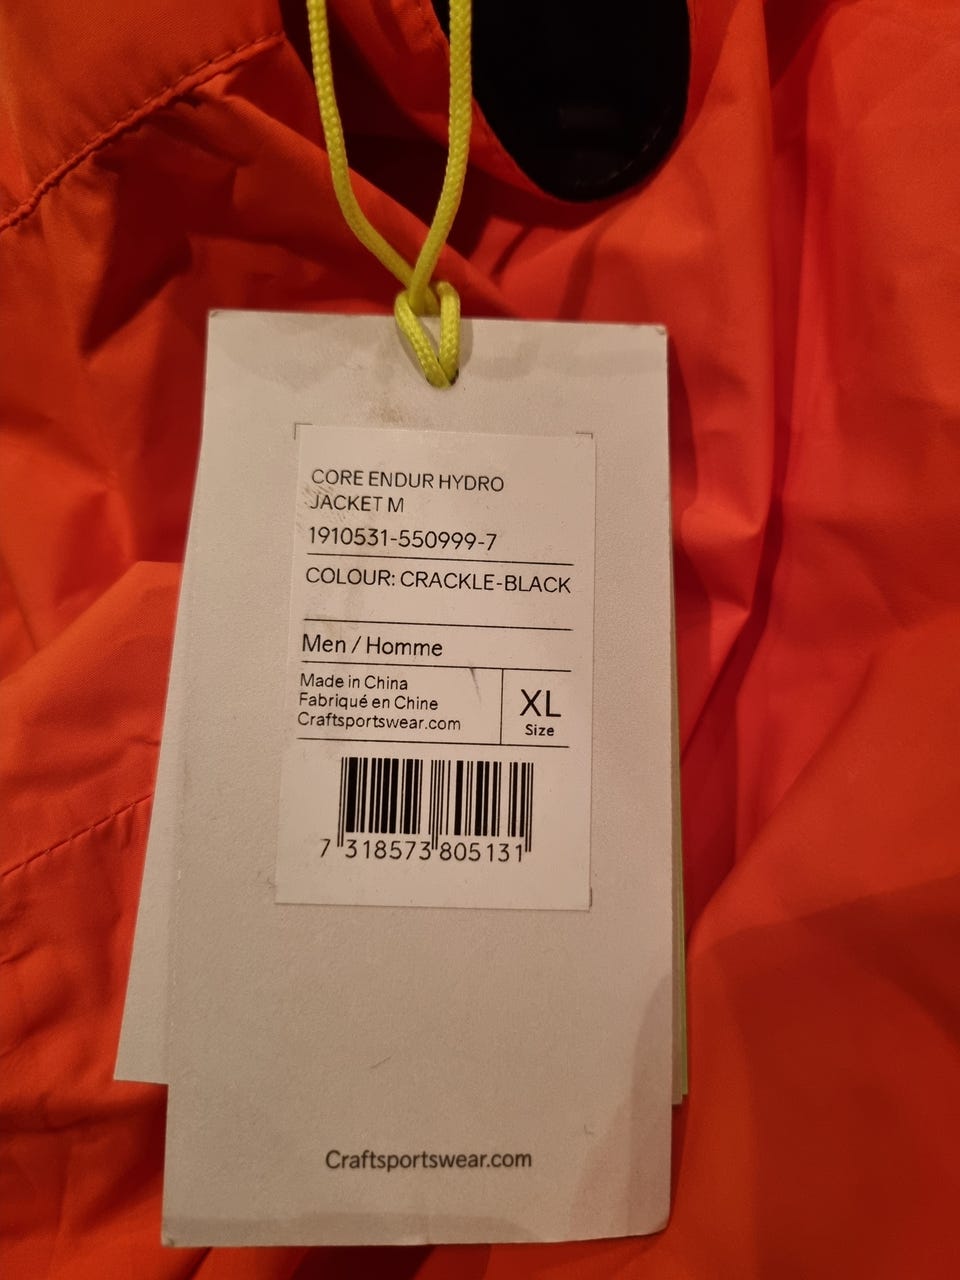 CORE ENDUR HYDRO
JACKET M
1910531-550999-7
COLOUR: CRACKLE-BLACK
Men / Homme
Made in China
Fabriqué en Chine
Craftsportswear.com
XL
Size
7 318573 805131
Craftsportswear.com